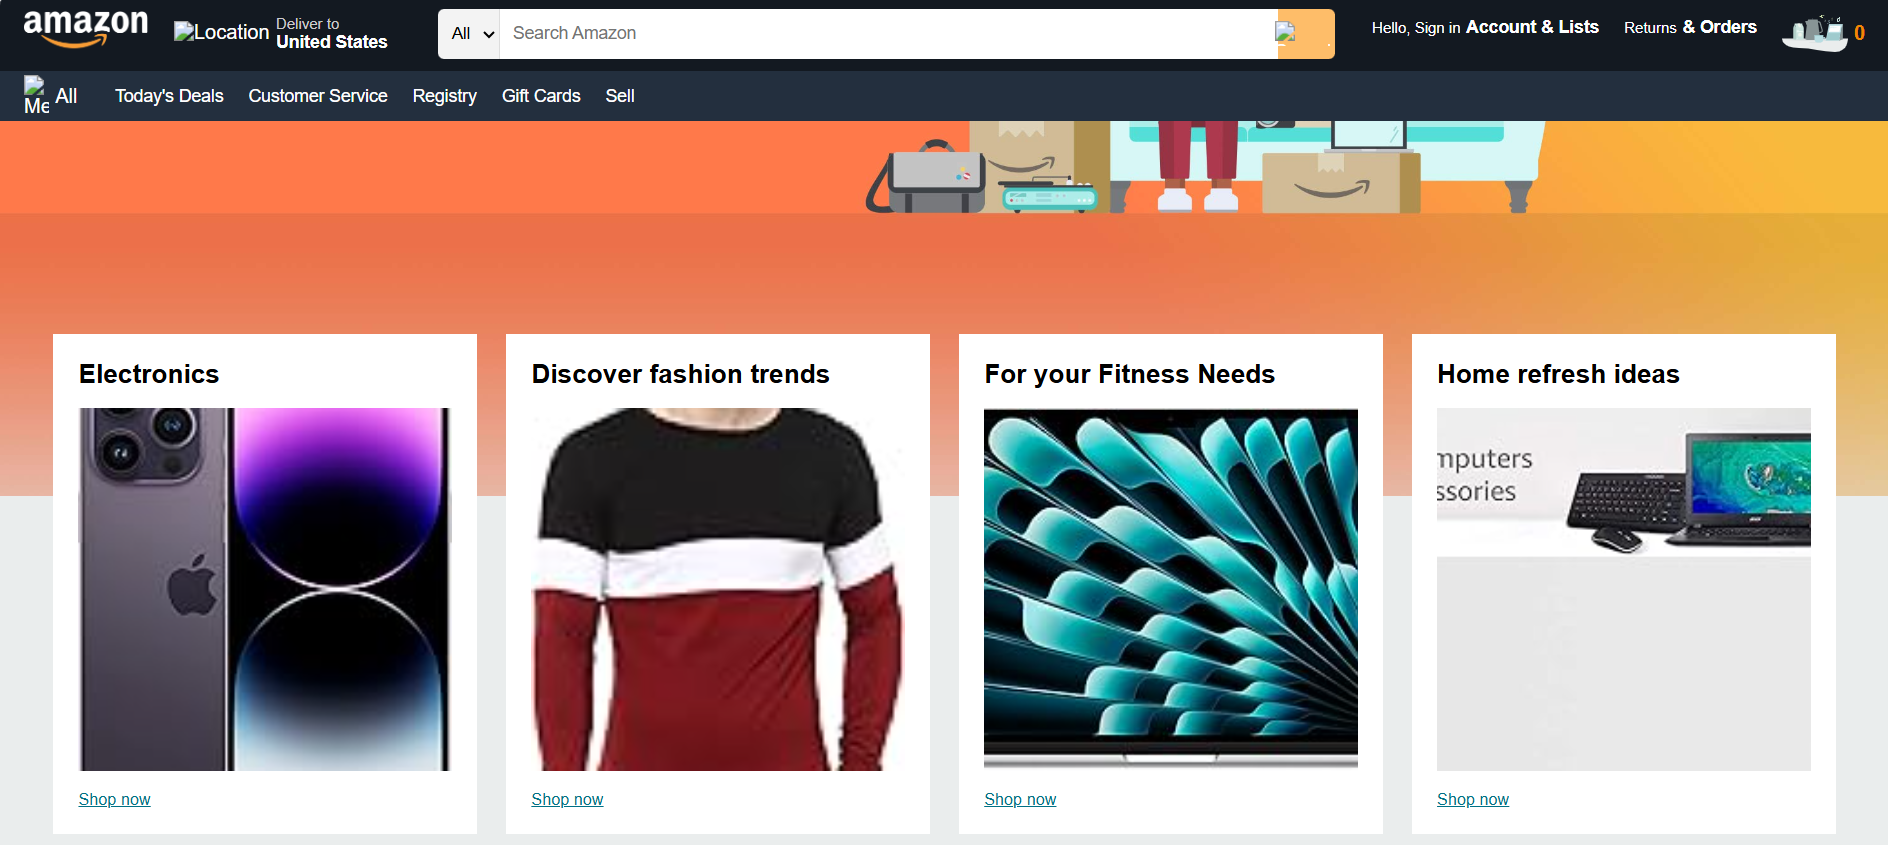 amazon
Location
Deliver to
United States
All
Search Amazon
Hello, Sign in Account & Lists
Returns & Orders
0
Me
All
Today's Deals
Customer Service
Registry
Gift Cards
Sell
Electronics
Discover fashion trends
For your Fitness Needs
Home refresh ideas
mputers
ssories
acer
Shop now
Shop now
Shop now
Shop now